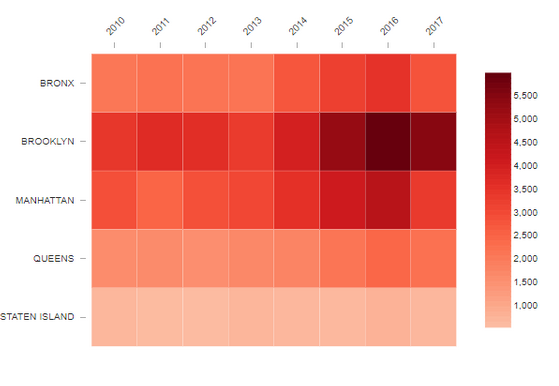 2010 2011 2012 2013 2014 2015 2016 2017
BRONX
BROOKLYN
MANHATTAN
QUEENS
STATEN ISLAND
5,500
5,000
4,500
4,000
3,500
3,000
2,500
2,000
1,500
1,000